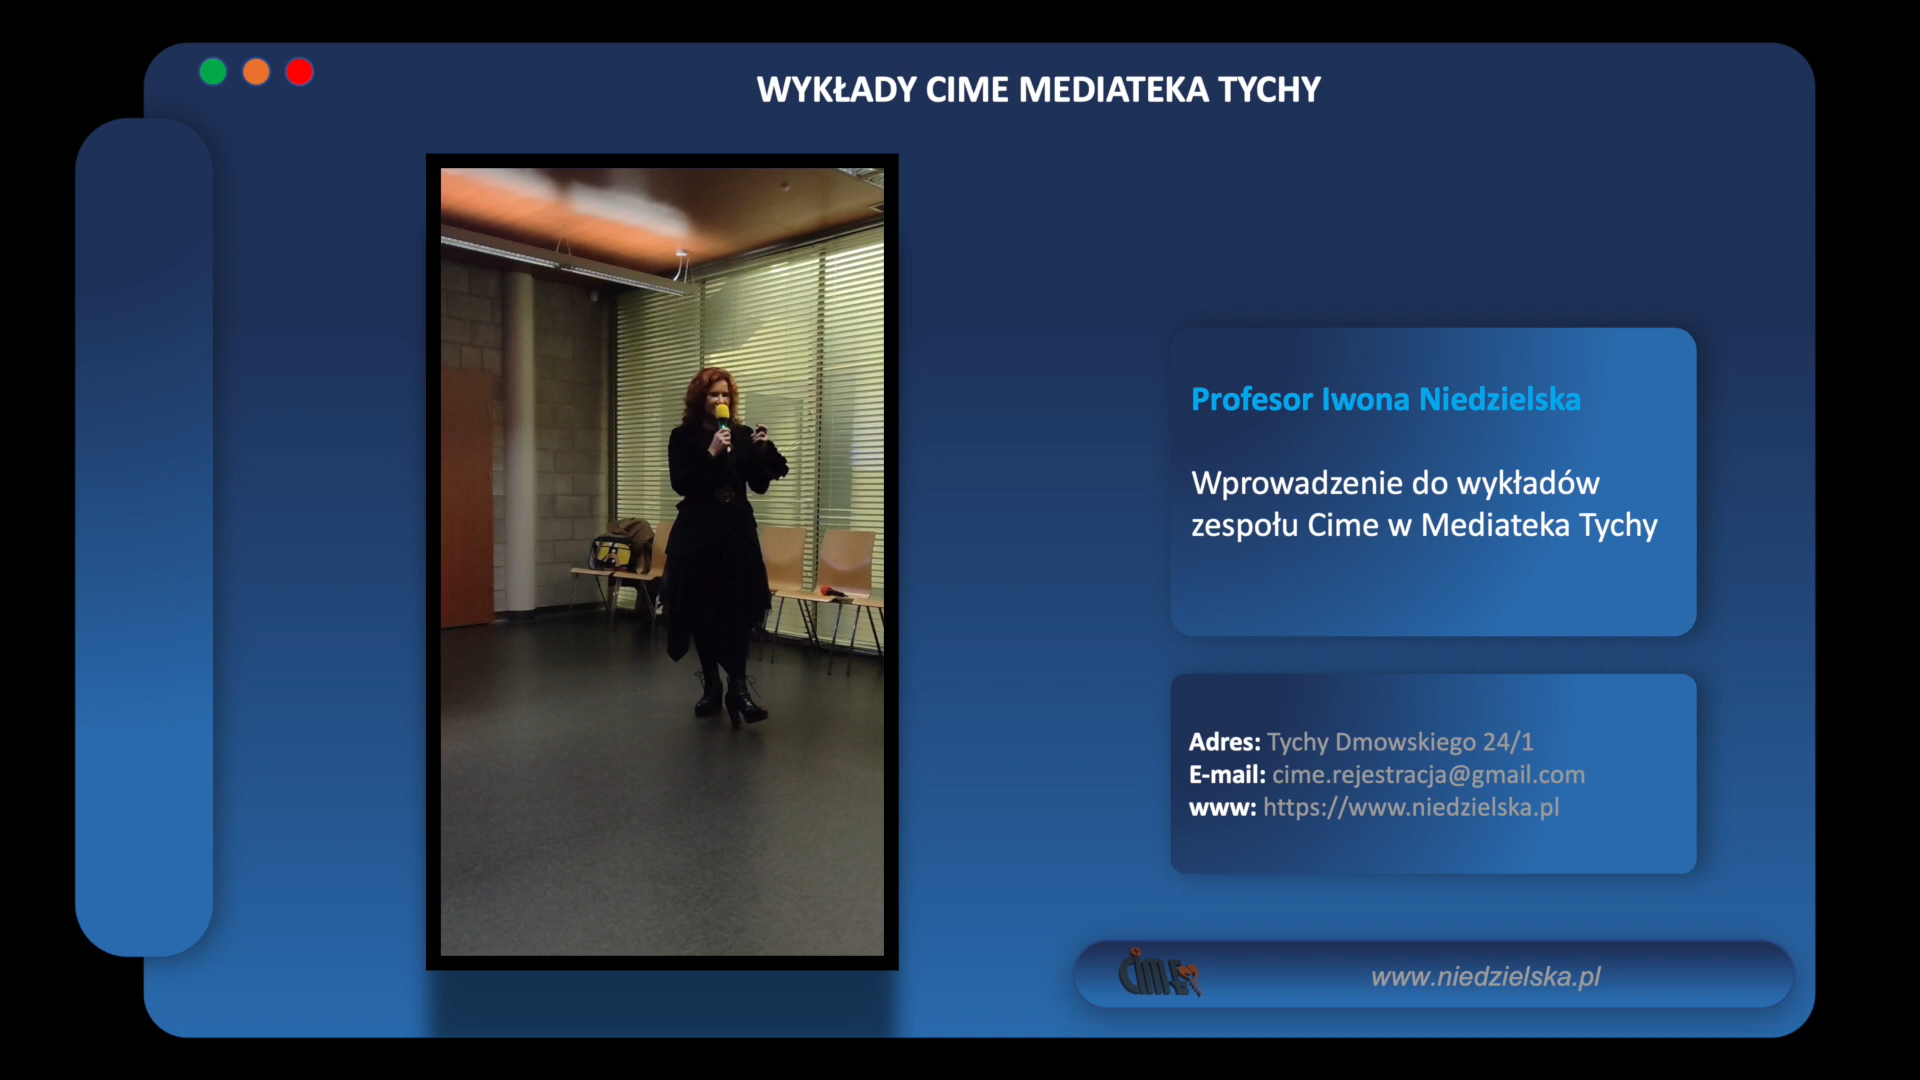 WYKŁADY CIME MEDIATEKA TYCHY
Profesor Iwona Niedzielska
Wprowadzenie do wykładów
zespołu Cime w Mediateka Tychy
Adres: Tychy Dmowskiego 24/1
E-mail: cime.rejestracja@gmail.com
www: https://www.niedzielska.pl
CIME
www.niedzielska.pl